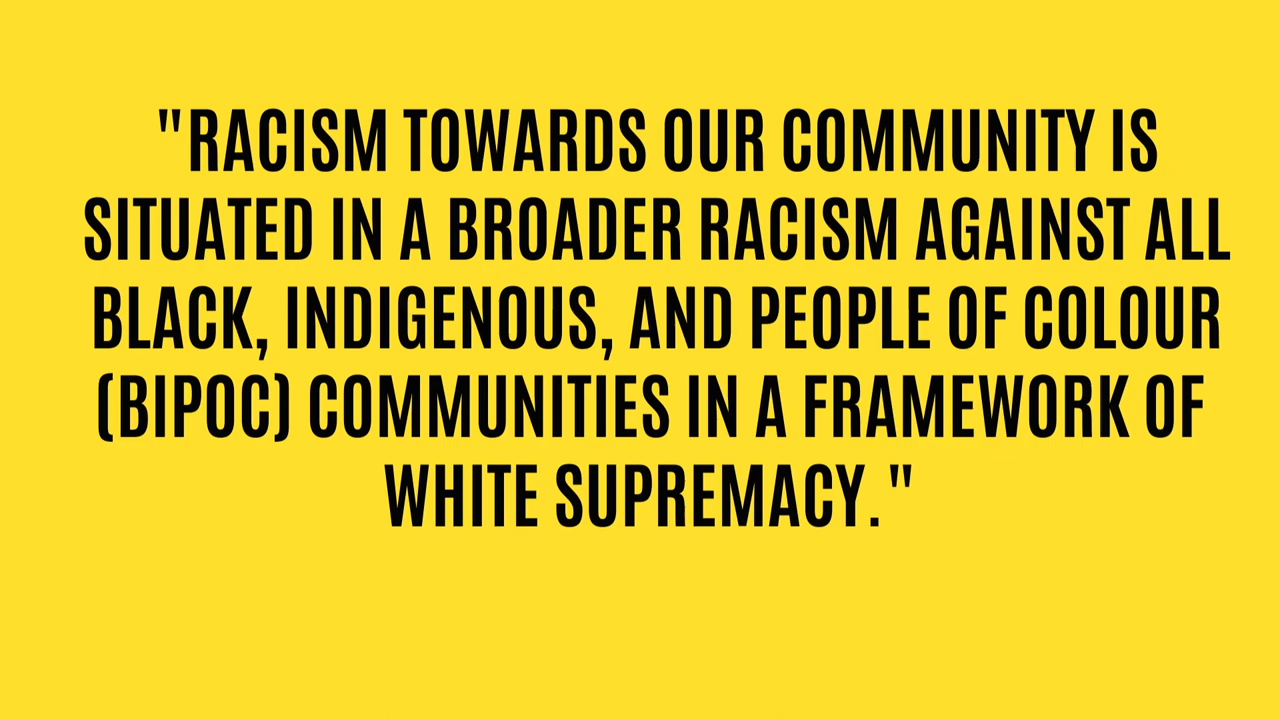 "RACISM TOWARDS OUR COMMUNITY IS
SITUATED IN A BROADER RACISM AGAINST ALL
BLACK, INDIGENOUS, AND PEOPLE OF COLOUR
(BIPOC) COMMUNITIES IN A FRAMEWORK OF
WHITE SUPREMACY."